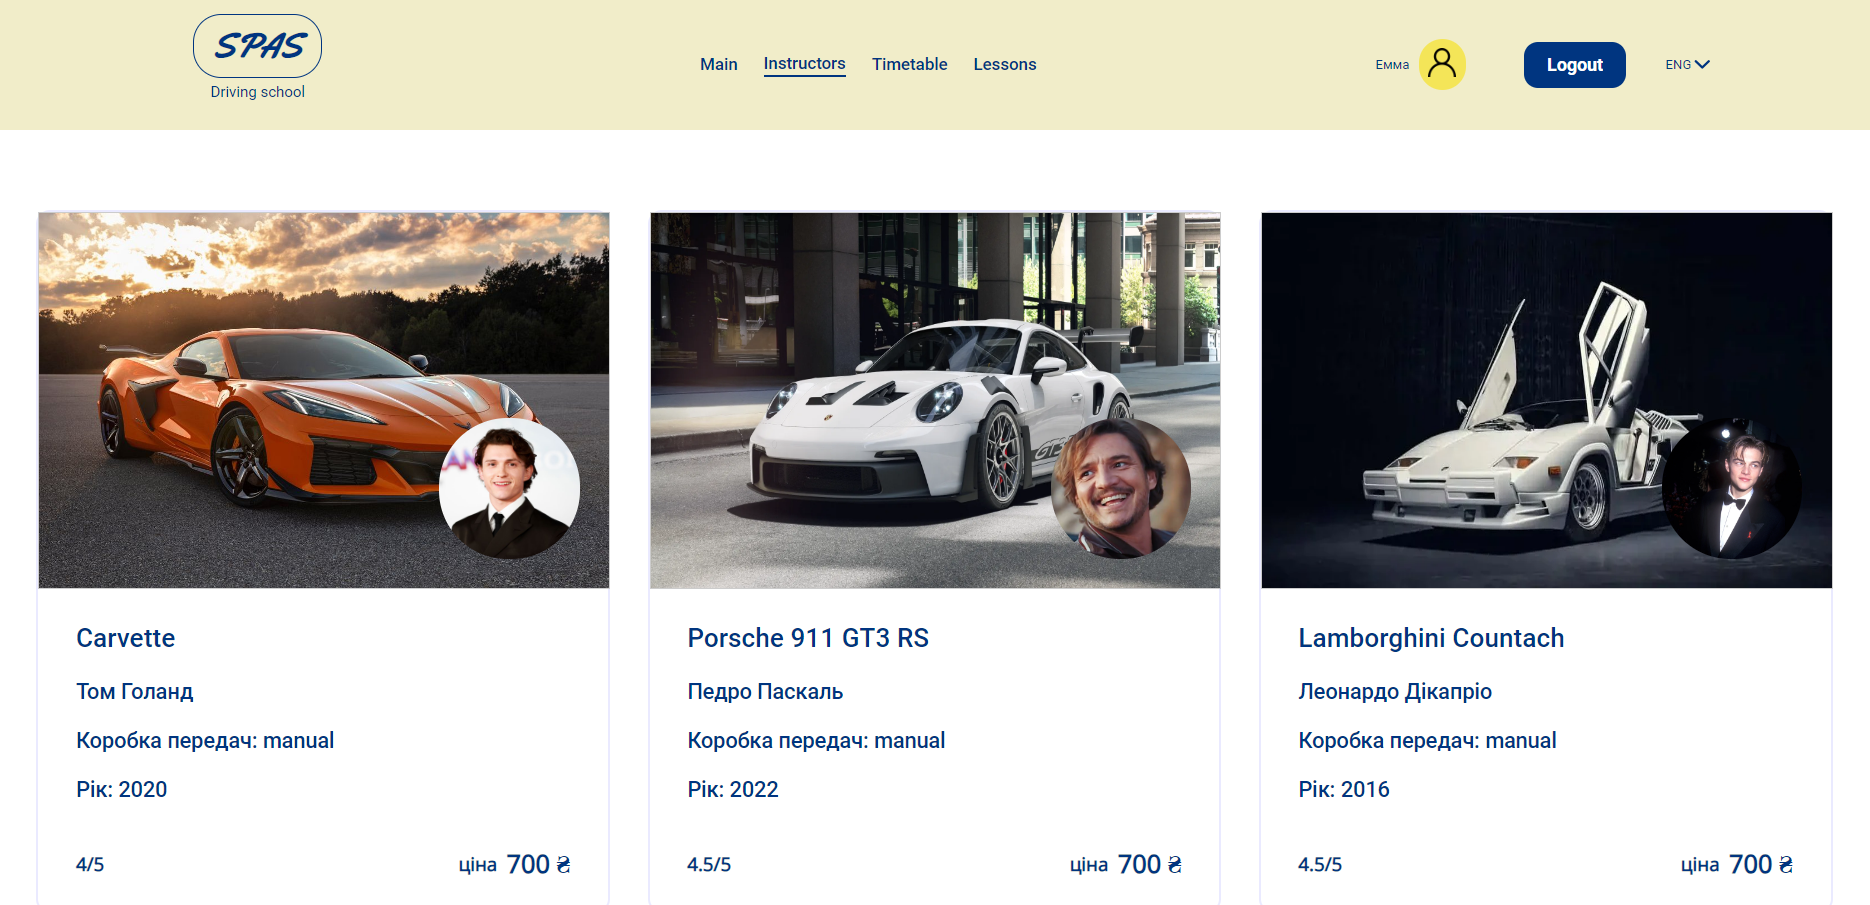 SPAS
Driving school
Main Instructors Timetable Lessons
Емма
Logout
ENG
Carvette
Том Голанд
Коробка передач: manual
Рік: 2020
4/5 ціна 700 ₴
Porsche 911 GT3 RS
Педро Паскаль
Коробка передач: manual
Рік: 2022
4.5/5 ціна 700 ₴
Lamborghini Countach
Леонардо Дікапріо
Коробка передач: manual
Рік: 2016
4.5/5 ціна 700 ₴